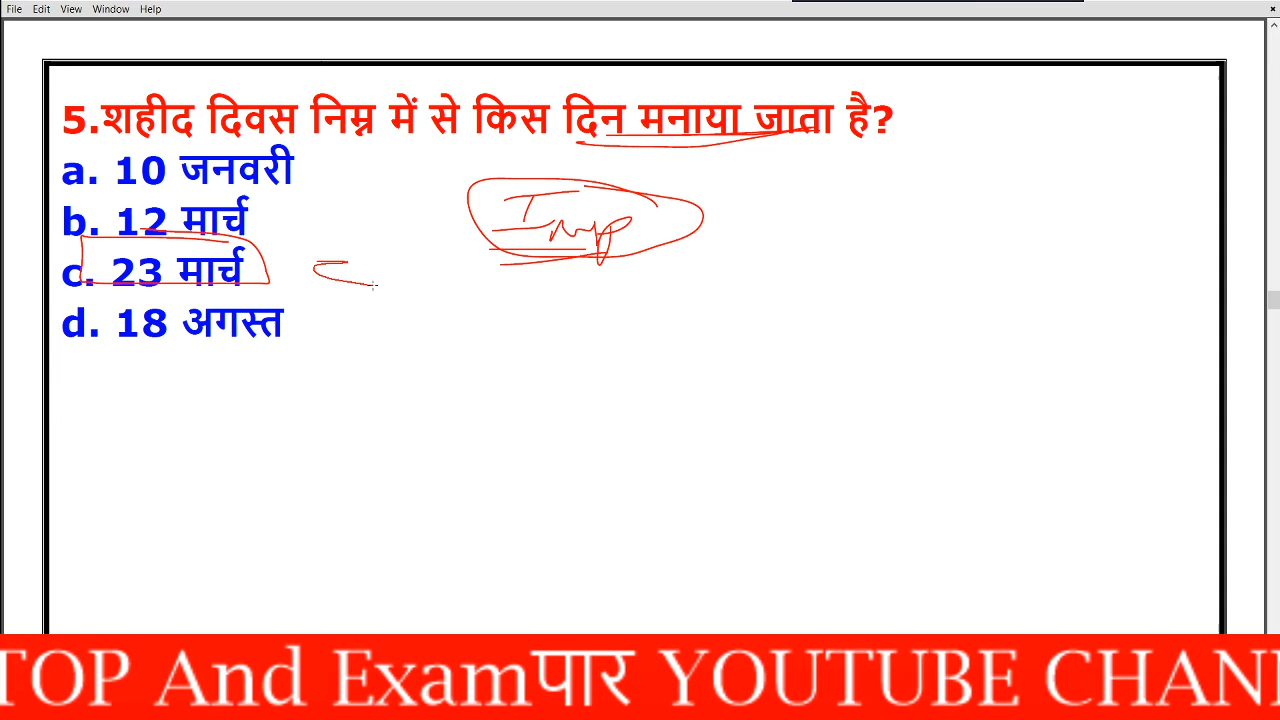 File Edit View Window Help
5.शहीद दिवस निम्न में से किस दिन मनाया जाता है?
a. 10 जनवरी
Imp
b. 12 मार्च
c. 23 मार्च
d. 18 अगस्त
TOP And Examपार YOUTUBE CHAN